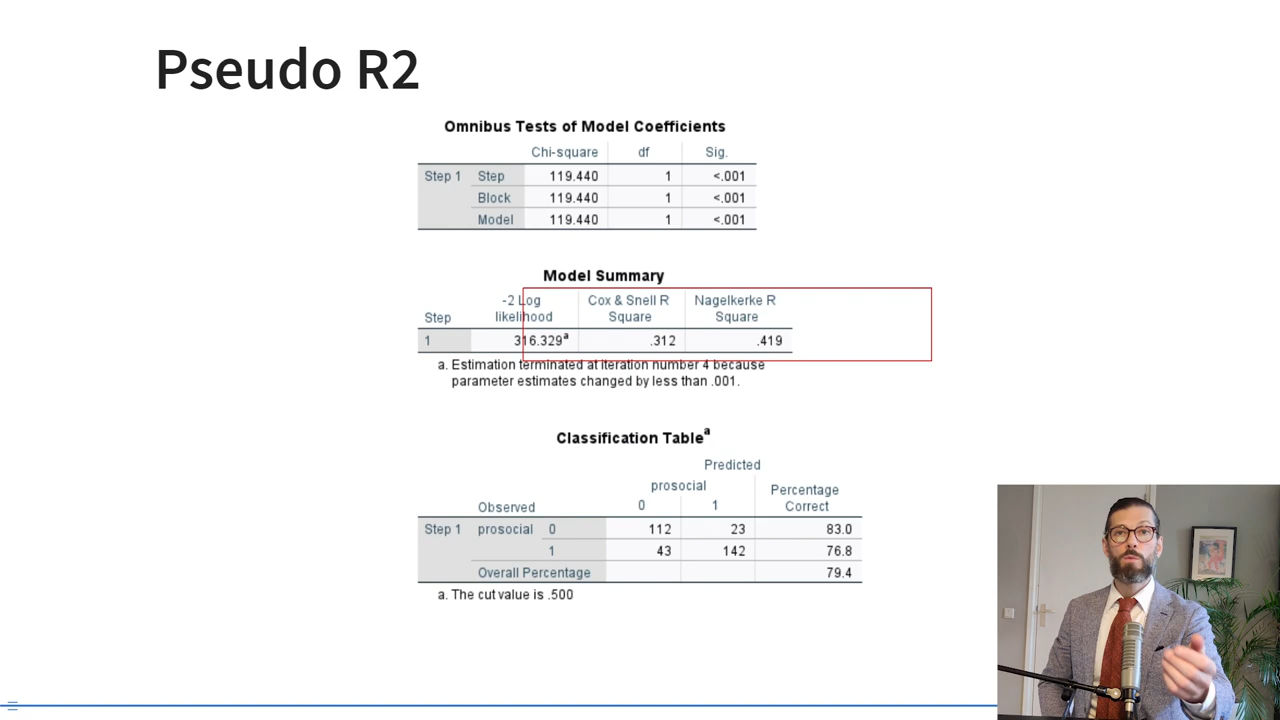 Pseudo R2
Omnibus Tests of Model Coefficients
Chi-square df Sig.
Step 1 Step 119.440 1 <.001
Block 119.440 1 <.001
Model 119.440 1 <.001
Model Summary
Step -2 Log likelihood Cox & Snell R Square Nagelkerke R Square
1 316.329a .312 .419
a. Estimation terminated at iteration number 4 because
parameter estimates changed by less than .001.
Classification Tablea
Predicted
prosocial Percentage Correct
Observed 0 1
Step 1 prosocial 0 112 23 83.0
1 43 142 76.8
Overall Percentage 79.4
a. The cut value is .500